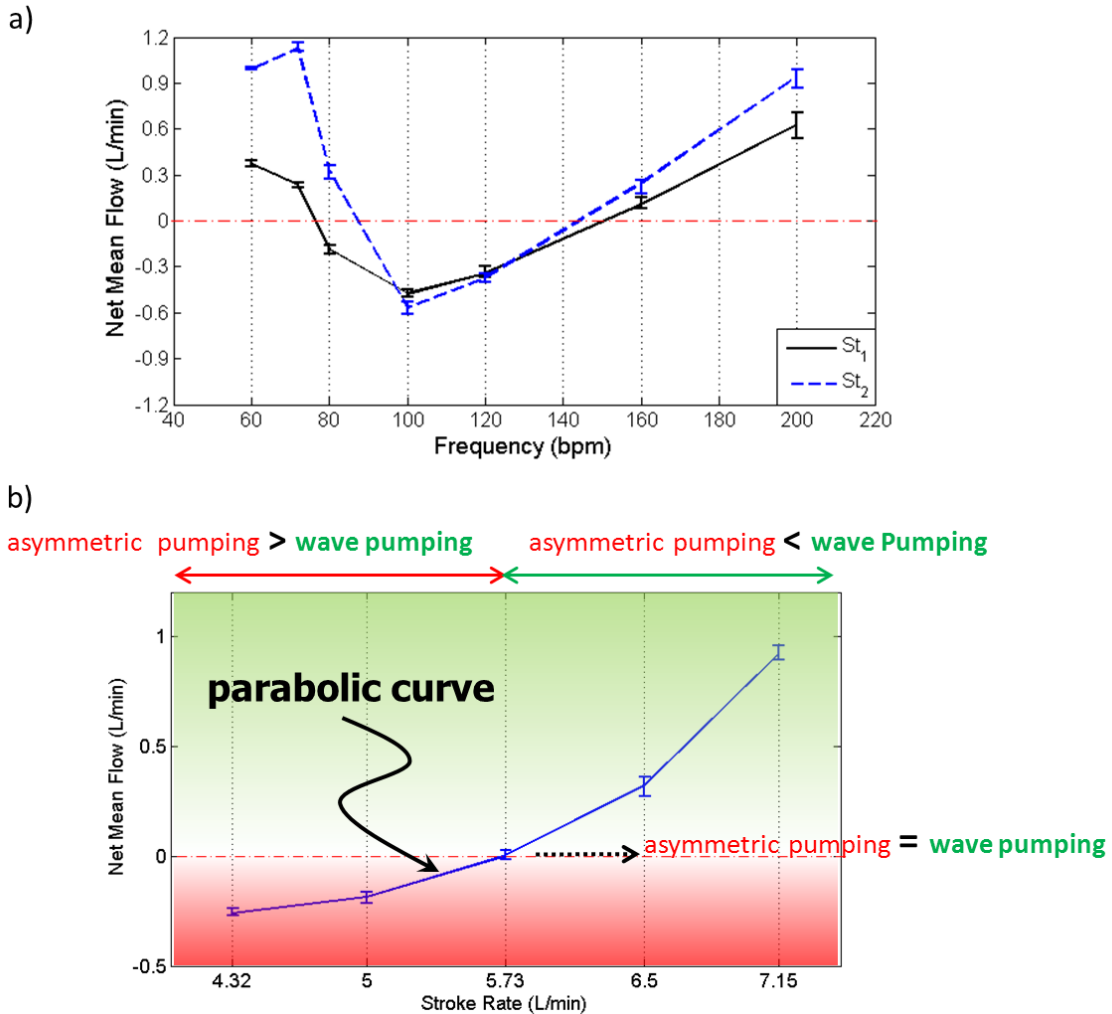 a)
1.2
0.9
0.6
0.3
0
-0.3
-0.6
-0.9
-1.2
Net Mean Flow (L/min)
40 60 80 100 120 140 160 180 200 220
Frequency (bpm)
St1
St2
b)
asymmetric pumping > wave pumping
asymmetric pumping < wave Pumping
1
0.5
0
-0.5
Net Mean Flow (L/min)
parabolic curve
asymmetric pumping = wave pumping
4.32 5 5.73 6.5 7.15
Stroke Rate (L/min)